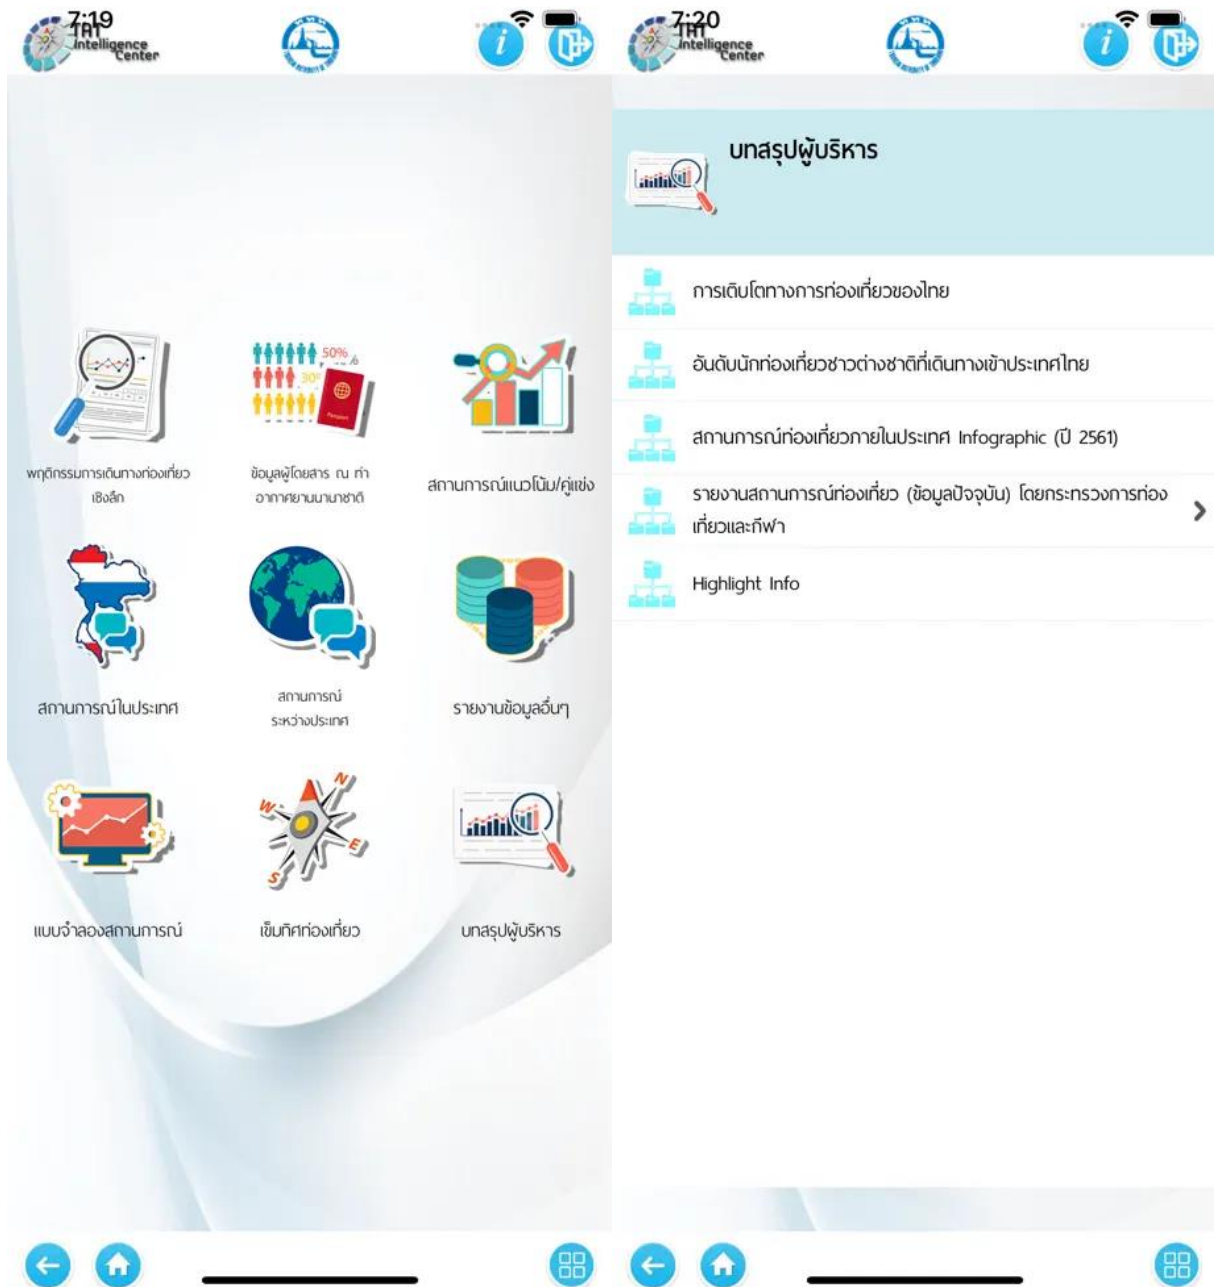 7:19
TAT
Intelligence
Center
i
50%
30%
Passport
พฤติกรรมการเดินทางท่องเที่ยว
เชิงลึก
ข้อมูลผู้โดยสาร ณ ท่า
อากาศยานนานาชาติ
สถานการณ์แนวโน้ม/คู่แข่ง
สถานการณ์ในประเทศ
สถานการณ์
ระหว่างประเทศ
รายงานข้อมูลอื่นๆ
N
W
E
S
แบบจำลองสถานการณ์
เข็มทิศท่องเที่ยว
บทสรุปผู้บริหาร
7:20
TAT
Intelligence
Center
i
บทสรุปผู้บริหาร
การเติบโตทางการท่องเที่ยวของไทย
อันดับนักท่องเที่ยวชาวต่างชาติที่เดินทางเข้าประเทศไทย
สถานการณ์ท่องเที่ยวภายในประเทศ Infographic (ปี 2561)
รายงานสถานการณ์ท่องเที่ยว (ข้อมูลปัจจุบัน) โดยกระทรวงการท่อง
เที่ยวและกีฬา
Highlight Info